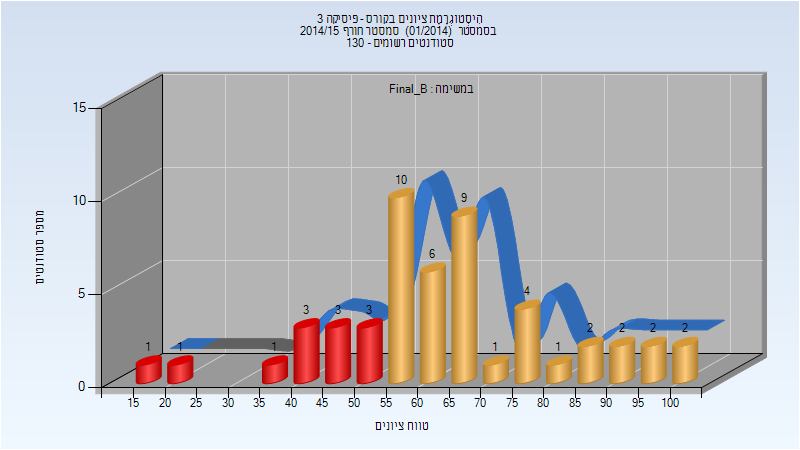 היסטוגרמת ציונים בקורס - פיסיקה 3
בסמסטר (01/2014) סמסטר חורף 2014/15
סטודנטים רשומים - 130
במשימה : Final_B
מספר סטודנטים
15
10
5
0
1 1 1 3 3 3 10 6 9 1 4 1 2 2 2 2
15 20 25 30 35 40 45 50 55 60 65 70 75 80 85 90 95 100
טווח ציונים